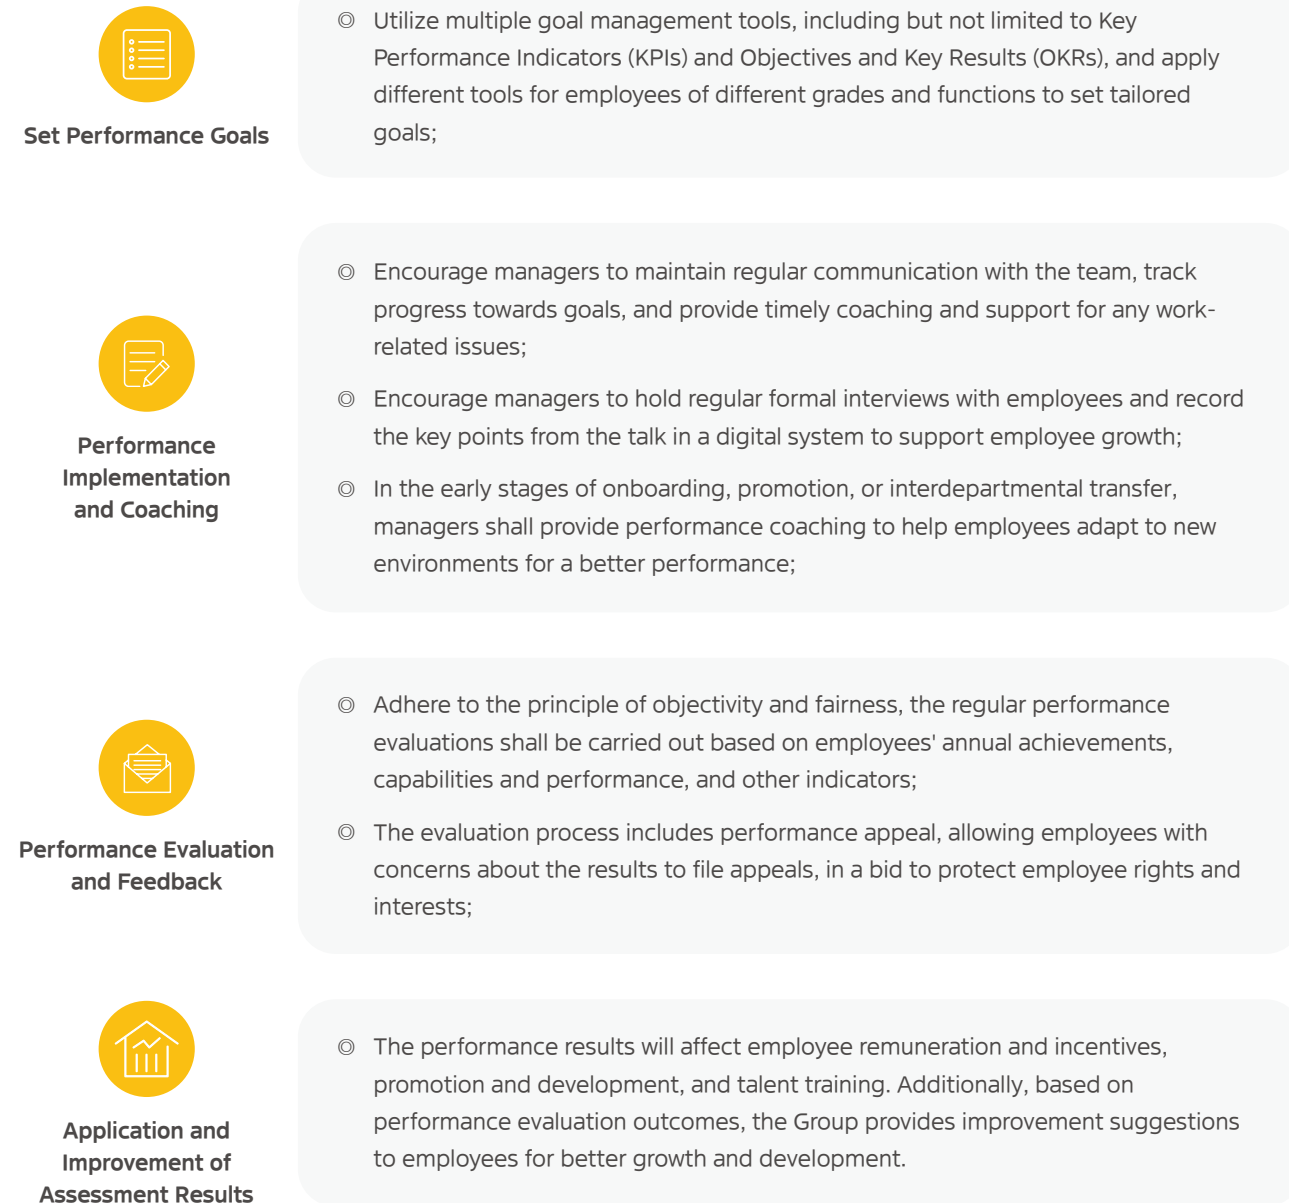 Set Performance Goals
◎ Utilize multiple goal management tools, including but not limited to Key
Performance Indicators (KPIs) and Objectives and Key Results (OKRs), and apply
different tools for employees of different grades and functions to set tailored
goals;
Performance
Implementation
and Coaching
◎ Encourage managers to maintain regular communication with the team, track
progress towards goals, and provide timely coaching and support for any work-
related issues;
◎ Encourage managers to hold regular formal interviews with employees and record
the key points from the talk in a digital system to support employee growth;
◎ In the early stages of onboarding, promotion, or interdepartmental transfer,
managers shall provide performance coaching to help employees adapt to new
environments for a better performance;
Performance Evaluation
and Feedback
◎ Adhere to the principle of objectivity and fairness, the regular performance
evaluations shall be carried out based on employees' annual achievements,
capabilities and performance, and other indicators;
◎ The evaluation process includes performance appeal, allowing employees with
concerns about the results to file appeals, in a bid to protect employee rights and
interests;
Application and
Improvement of
Assessment Results
◎ The performance results will affect employee remuneration and incentives,
promotion and development, and talent training. Additionally, based on
performance evaluation outcomes, the Group provides improvement suggestions
to employees for better growth and development.